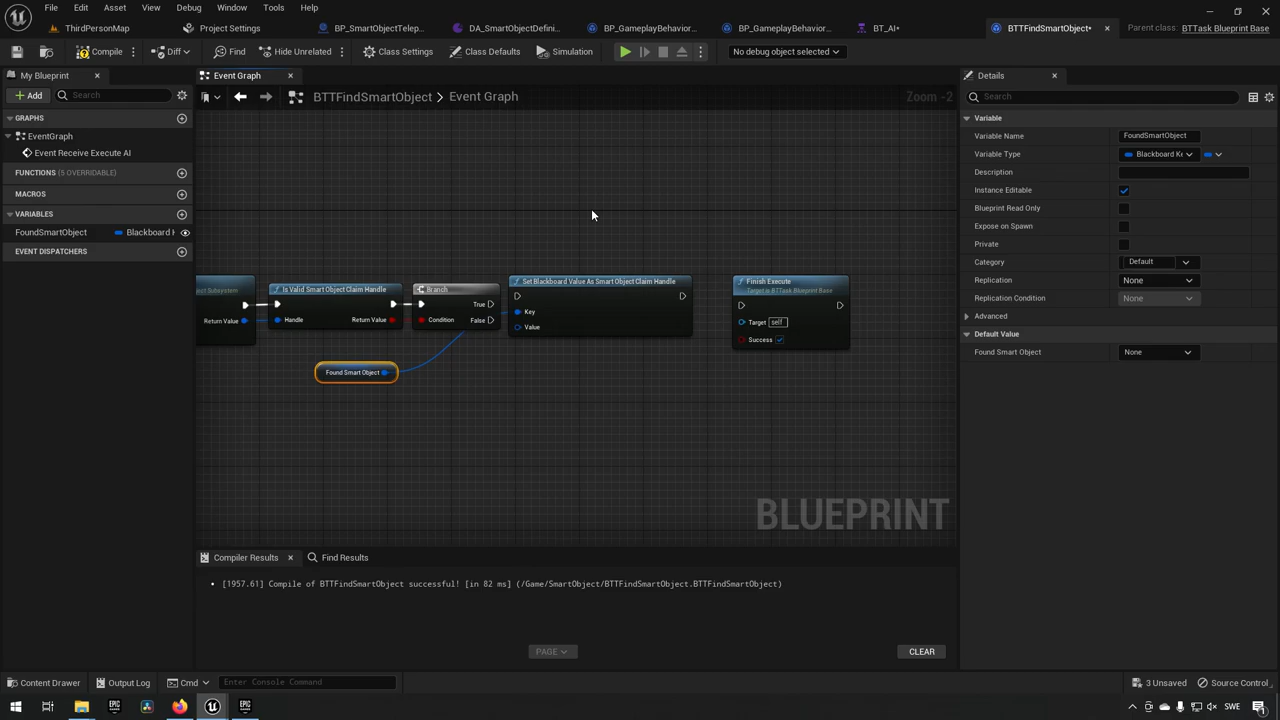 File Edit Asset View Debug Window Tools Help
ThirdPersonMap
Project Settings
BP_SmartObjectTelep...
DA_SmartObjectDefini...
BP_GameplayBehavior...
BP_GameplayBehavior...
BT_AI*
BTTFindSmartObject*
Parent class: BTTask Blueprint Base
Compile Diff Find Hide Unrelated Class Settings Class Defaults Simulation No debug object selected
My Blueprint
Event Graph
Details
+ Add Search
BTTFindSmartObject > Event Graph Zoom -2
Search
GRAPHS
EventGraph
Event Receive Execute AI
FUNCTIONS (5 OVERRIDABLE)
MACROS
VARIABLES
FoundSmartObject Blackboard K
EVENT DISPATCHERS
ject Subsystem
Return Value
Is Valid Smart Object Claim Handle
Handle Return Value
Branch
True
Condition False
Set Blackboard Value As Smart Object Claim Handle
Key
Value
Finish Execute
Target is BTTask Blueprint Base
Target self
Success
Found Smart Object
BLUEPRINT
Variable
Variable Name FoundSmartObject
Variable Type Blackboard Ke
Description
Instance Editable
Blueprint Read Only
Expose on Spawn
Private
Category Default
Replication None
Replication Condition None
Advanced
Default Value
Found Smart Object None
Compiler Results Find Results
[1957.61] Compile of BTTFindSmartObject successful! [in 82 ms] (/Game/SmartObject/BTTFindSmartObject.BTTFindSmartObject)
PAGE CLEAR
Content Drawer Output Log Cmd Enter Console Command 3 Unsaved Source Control
SWE